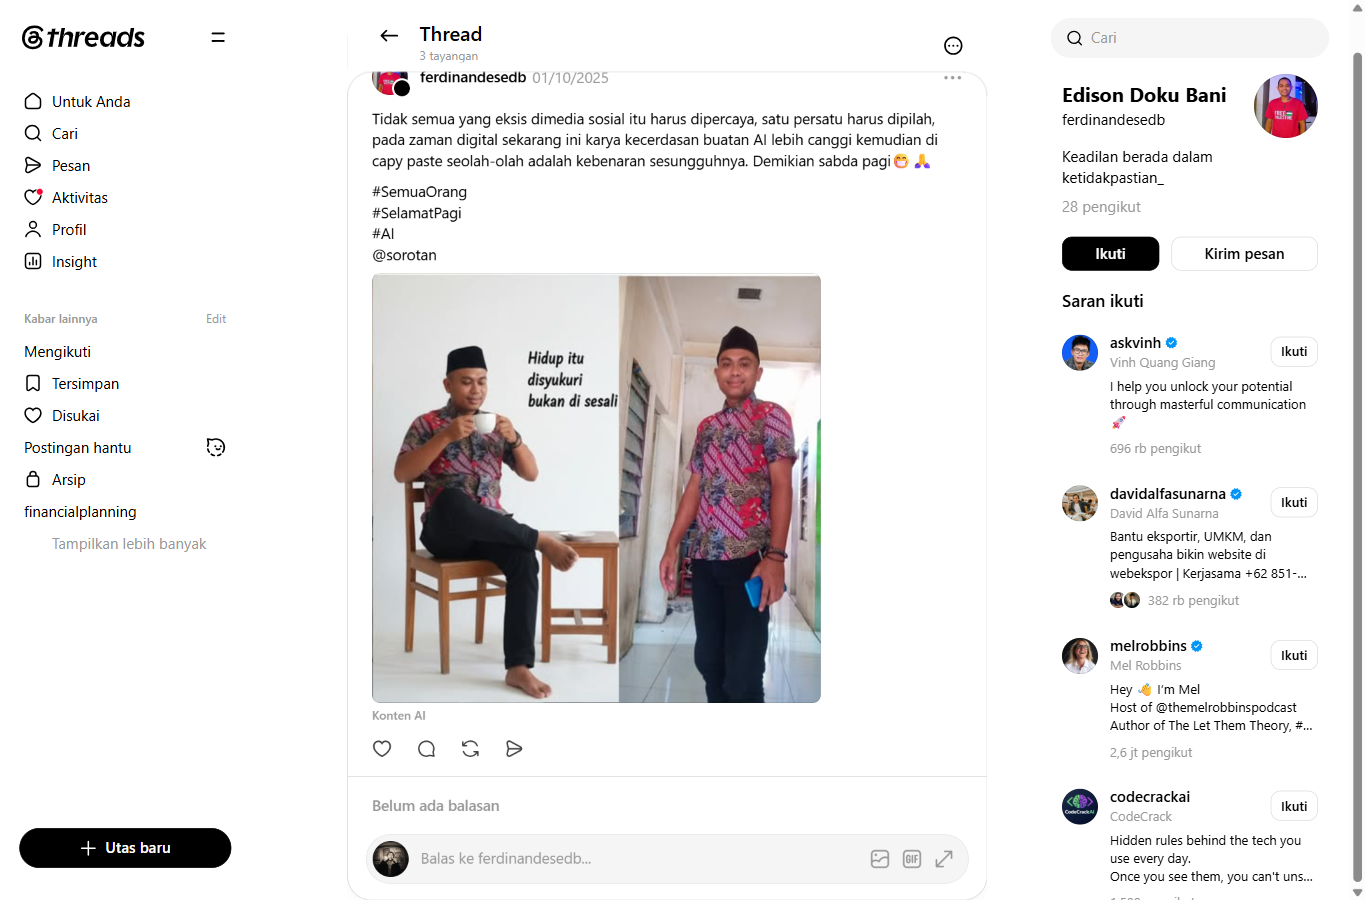 threads
Untuk Anda
Cari
Pesan
Aktivitas
Profil
Insight
Kabar lainnya
Edit
Mengikuti
Tersimpan
Disukai
Postingan hantu
Arsip
financialplanning
Tampilkan lebih banyak
Utas baru
Thread
3 tayangan
ferdinandesedb 01/10/2025
Tidak semua yang eksis dimedia sosial itu harus dipercaya, satu persatu harus dipilah,
pada zaman digital sekarang ini karya kecerdasan buatan AI lebih canggi kemudian di
capy paste seolah-olah adalah kebenaran sesungguhnya. Demikian sabda pagi😁 🙏
#SemuaOrang
#SelamatPagi
#AI
@sorotan
Hidup itu
disyukuri
bukan di sesali
Konten AI
Belum ada balasan
Balas ke ferdinandesedb...
GIF
Cari
Edison Doku Bani
ferdinandesedb
Keadilan berada dalam
ketidakpastian_
28 pengikut
Ikuti
Kirim pesan
Saran ikuti
askvinh
Vinh Quang Giang
Ikuti
I help you unlock your potential
through masterful communication
🚀
696 rb pengikut
davidalfasunarna
David Alfa Sunarna
Ikuti
Bantu eksportir, UMKM, dan
pengusaha bikin website di
webekspor | Kerjasama +62 851-...
382 rb pengikut
melrobbins
Mel Robbins
Ikuti
Hey 👋 I'm Mel
Host of @themelrobbinspodcast
Author of The Let Them Theory, #...
2,6 jt pengikut
codecrackai
CodeCrack
Ikuti
Hidden rules behind the tech you
use every day.
Once you see them, you can't uns...